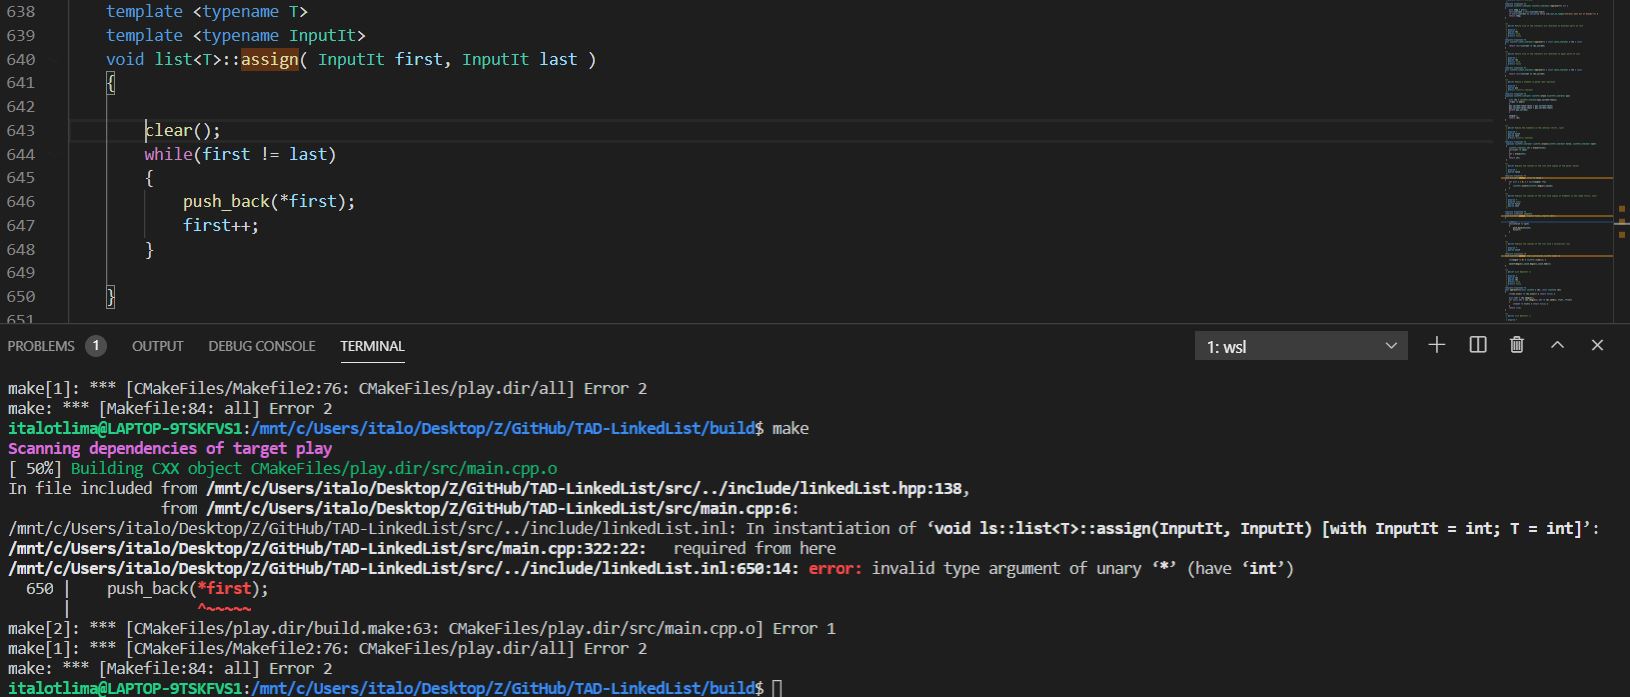 638 template <typename T>
639 template <typename InputIt>
640 void list<T>::assign( InputIt first, InputIt last )
641 {
642
643 clear();
644 while(first != last)
645 {
646 push_back(*first);
647 first++;
648 }
649
650 }
651
PROBLEMS 1 OUTPUT DEBUG CONSOLE TERMINAL 1: wsl
make[1]: *** [CMakeFiles/Makefile2:76: CMakeFiles/play.dir/all] Error 2
make: *** [Makefile:84: all] Error 2
italotlima@LAPTOP-9TSKFVS1:/mnt/c/Users/italo/Desktop/Z/GitHub/TAD-LinkedList/build$ make
Scanning dependencies of target play
[ 50%] Building CXX object CMakeFiles/play.dir/src/main.cpp.o
In file included from /mnt/c/Users/italo/Desktop/Z/GitHub/TAD-LinkedList/src/../include/linkedList.hpp:138,
from /mnt/c/Users/italo/Desktop/Z/GitHub/TAD-LinkedList/src/main.cpp:6:
/mnt/c/Users/italo/Desktop/Z/GitHub/TAD-LinkedList/src/../include/linkedList.inl: In instantiation of ‘void ls::list<T>::assign(InputIt, InputIt) [with InputIt = int; T = int]’:
/mnt/c/Users/italo/Desktop/Z/GitHub/TAD-LinkedList/src/main.cpp:322:22: required from here
/mnt/c/Users/italo/Desktop/Z/GitHub/TAD-LinkedList/src/../include/linkedList.inl:650:14: error: invalid type argument of unary ‘*’ (have ‘int’)
650 | push_back(*first);
| ^~~~~~
make[2]: *** [CMakeFiles/play.dir/build.make:63: CMakeFiles/play.dir/src/main.cpp.o] Error 1
make[1]: *** [CMakeFiles/Makefile2:76: CMakeFiles/play.dir/all] Error 2
make: *** [Makefile:84: all] Error 2
italotlima@LAPTOP-9TSKFVS1:/mnt/c/Users/italo/Desktop/Z/GitHub/TAD-LinkedList/build$